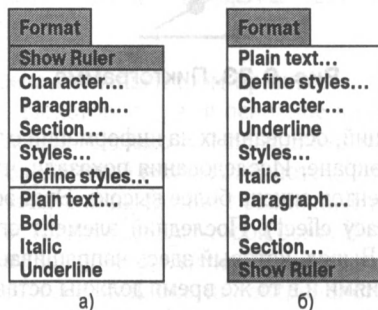 Format
Show Ruler
Character...
Paragraph...
Section...
Styles...
Define styles...
Plain text...
Bold
Italic
Underline
а)
Format
Plain text...
Define styles...
Character...
Underline
Styles...
Italic
Paragraph...
Bold
Section...
Show Ruler
б)